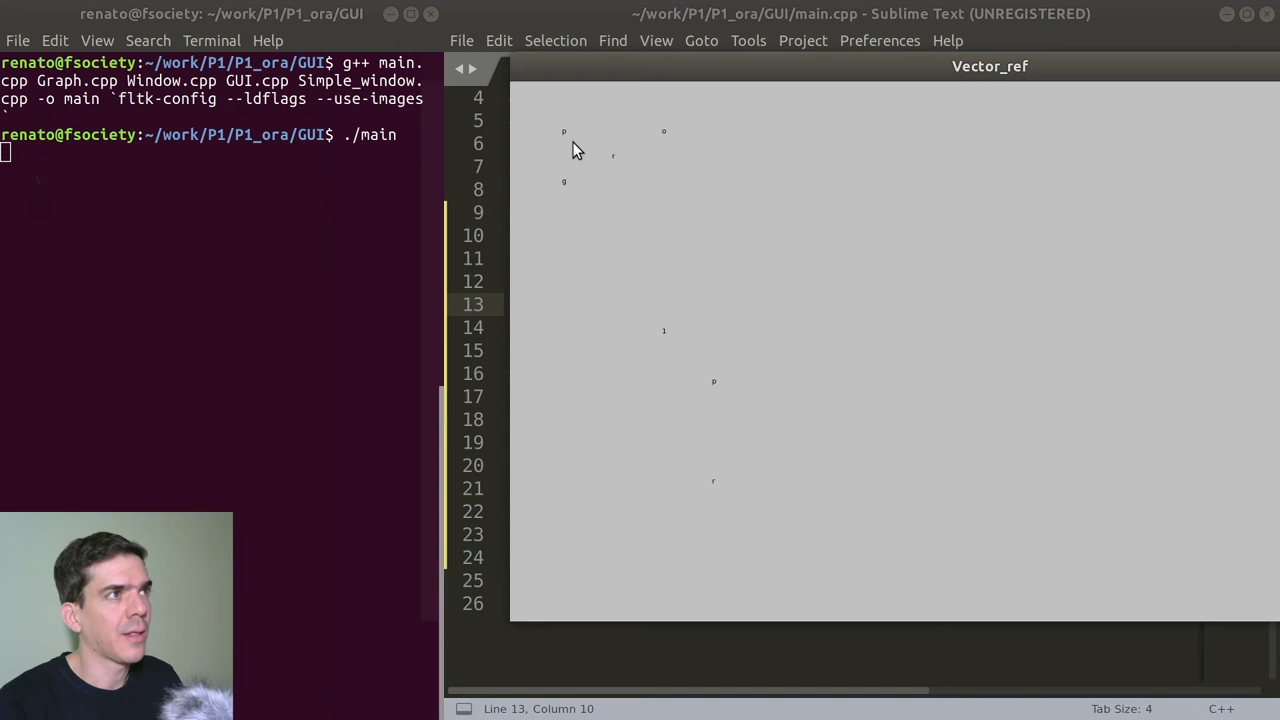 renato@fsociety: ~/work/P1/P1_ora/GUI
File Edit View Search Terminal Help
renato@fsociety:~/work/P1/P1_ora/GUI$ g++ main.
cpp Graph.cpp Window.cpp GUI.cpp Simple_window.
cpp -o main `fltk-config --ldflags --use-images
`
renato@fsociety:~/work/P1/P1_ora/GUI$ ./main
~/work/P1/P1_ora/GUI/main.cpp - Sublime Text (UNREGISTERED)
File Edit Selection Find View Goto Tools Project Preferences Help
4
5
6
7
8
9
10
11
12
13
14
15
16
17
18
19
20
21
22
23
24
25
26
Vector_ref
p o
r
g
1
p
r
Line 13, Column 10
Tab Size: 4
C++